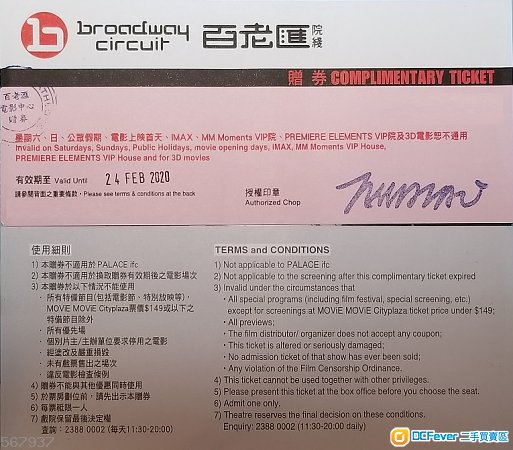 broadway circuit 百老匯院綫
贈券 COMPLIMENTARY TICKET
百老匯
電影中心
財務
星期六、日、公眾假期、電影上映首天、IMAX、MM Moments VIP院、PREMIERE ELEMENTS VIP院及3D電影恕不適用
Invalid on Saturdays, Sundnys, Public Holidays, movie opening days, IMAX, MM Moments VIP House,
PREMIERE ELEMENTS VIP House and for 3D movies
有效期至 Valid Until 24 FEB 2020
請參閱背面之重要條款，Please see terms & conditions at the back
授權印章
Authorized Chop
使用細則
1) 本贈券不適用於PALACE ifc
2) 本贈券不適用於換取贈券有效期後之電影場次
3) 本贈券於以下情況不能使用
· 所有特備節目(包括電影節、特別放映等)，
MOViE MOViE Cityplaza票價$149或以下之
特備節目除外
· 所有優先場
· 個別片主/主辦單位要求停用之電影
· 經塗改及嚴重損毀
· 未有戲票售出之場次
· 違反電影檢查條例
4) 贈券不能與其他優惠同時使用
5) 於票房劃位前，請先出示本贈券
6) 每票祇限一人
7) 戲院保留最後決定權
查詢：2388 0002 (每天11:30-20:00)
TERMS and CONDITIONS
1) Not applicable to PALACE ifc
2) Not applicable to the screening after this complimentary ticket expired
3) Invalid under the circumstances that
· All special programs (including film festival, special screening, etc.)
except for screenings at MOViE MOViE Cityplaza ticket price under $149;
· All previews;
· The film distributor/ organizer does not accept any coupon;
· This ticket is altered or seriously damaged;
· No admission ticket of that show has ever been sold;
· Any violation of the Film Censorship Ordinance.
4) This ticket cannot be used together with other privileges.
5) Please present this ticket at the box office before you choose the seat.
6) Admit one only.
7) Theatre reserves the final decision on these conditions.
Enquiry: 2388 0002 (11:30-20:00 daily)
567937
DCFever 二手買賣區